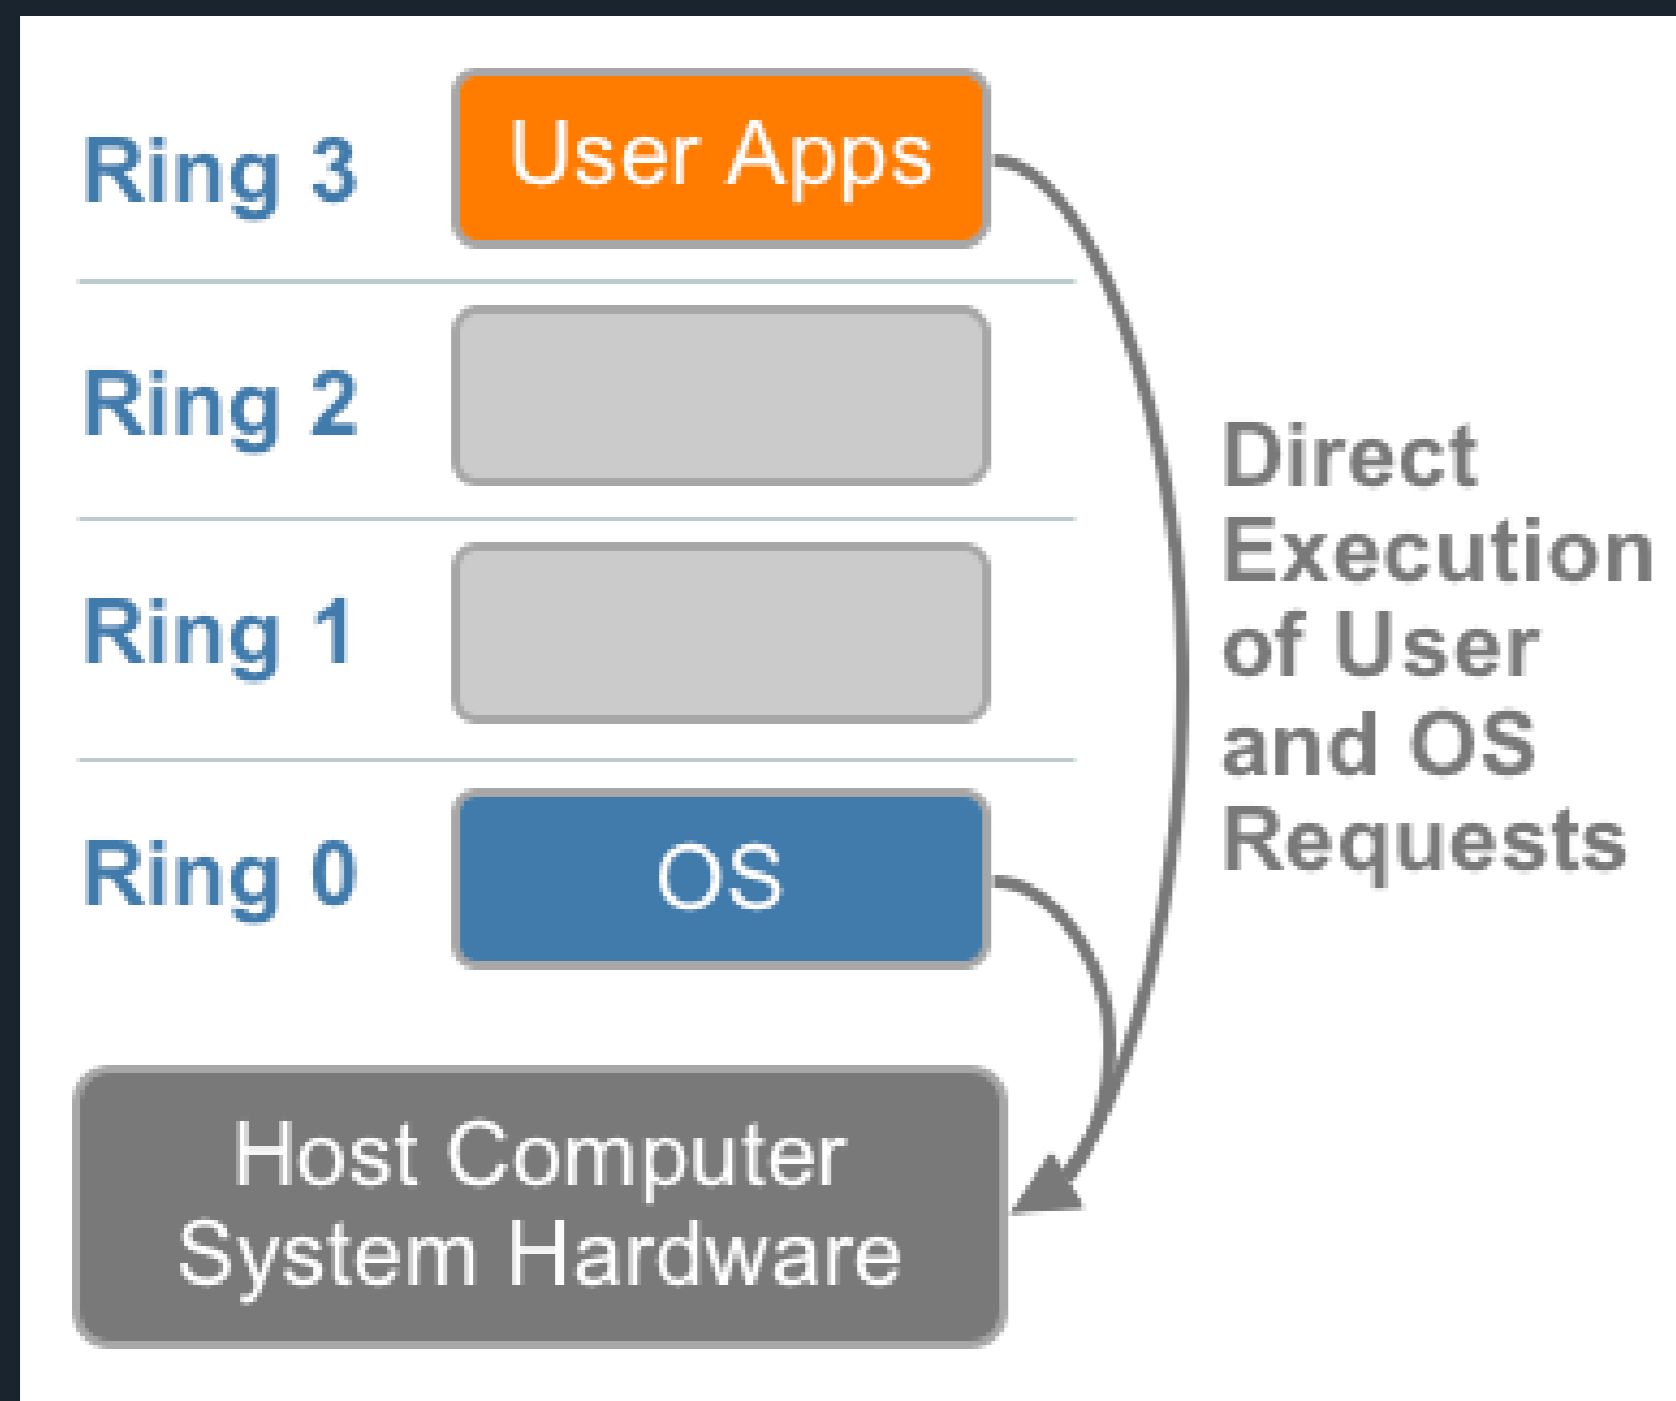 Ring 3
User Apps
Ring 2
Ring 1
Ring 0
OS
Direct
Execution
of User
and OS
Requests
Host Computer
System Hardware